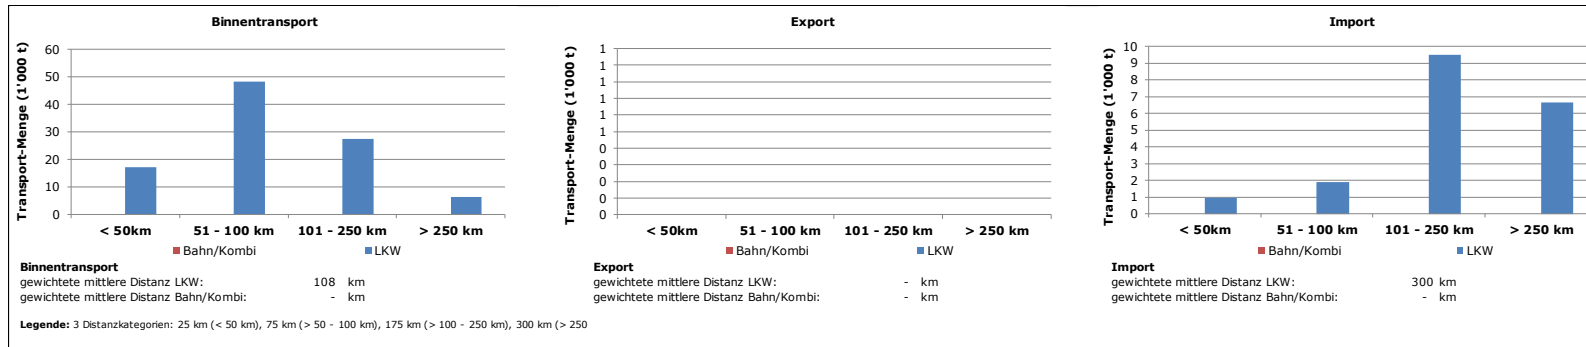 Binnentransport
Transport-Menge (1'000 t)
60
50
40
30
20
10
0
< 50km 51 - 100 km 101 - 250 km > 250 km
Bahn/Kombi LKW
Binnentransport
gewichtete mittlere Distanz LKW: 108 km
gewichtete mittlere Distanz Bahn/Kombi: - km
Legende: 3 Distanzkategorien: 25 km (< 50 km), 75 km (> 50 - 100 km), 175 km (> 100 - 250 km), 300 km (> 250
Export
Transport-Menge (1'000 t)
1
1
1
1
1
1
0
0
0
0
0
< 50km 51 - 100 km 101 - 250 km > 250 km
Bahn/Kombi LKW
Export
gewichtete mittlere Distanz LKW: - km
gewichtete mittlere Distanz Bahn/Kombi: - km
Import
Transport-Menge (1'000 t)
10
9
8
7
6
5
4
3
2
1
0
< 50km 51 - 100 km 101 - 250 km > 250 km
Bahn/Kombi LKW
Import
gewichtete mittlere Distanz LKW: 300 km
gewichtete mittlere Distanz Bahn/Kombi: - km